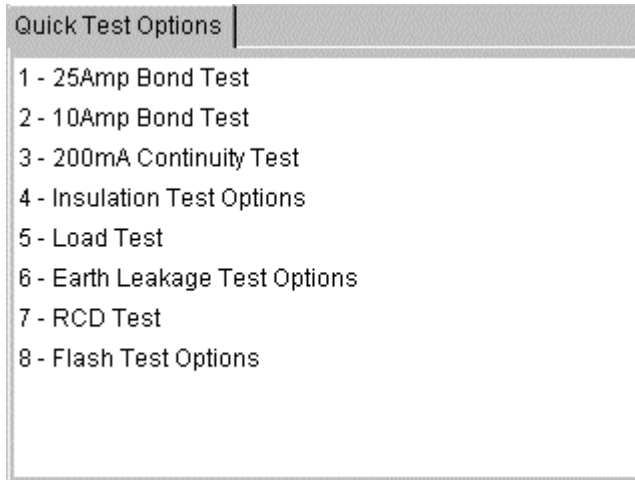 Quick Test Options
1 - 25Amp Bond Test
2 - 10Amp Bond Test
3 - 200mA Continuity Test
4 - Insulation Test Options
5 - Load Test
6 - Earth Leakage Test Options
7 - RCD Test
8 - Flash Test Options